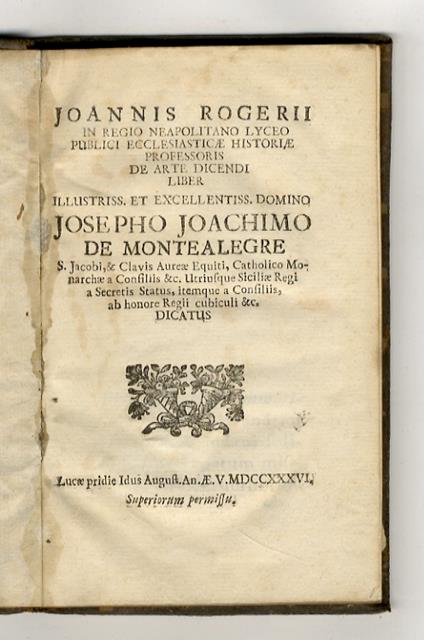 JOANNIS ROGERII
IN REGIO NEAPOLITANO LYCEO
PUBLICI ECCLESIASTICÆ HISTORIÆ
PROFESSORIS
DE ARTE DICENDI
LIBER
ILLUSTRISS. ET EXCELLENTISS. DOMINO
JOSEPHO JOACHIMO
DE MONTEALEGRE
S. Jacobi, & Clavis Aureæ Equiti, Catholico Mo-
narchæ a Consiliis &c. Utriusque Siciliæ Regi
a Secretis Status, itemque a Consiliis,
ab honore Regii cubiculi &c.
DICATUS
Lucæ pridie Idus August. An. Æ. V. MDCCXXXVI.
Superiorum permissu.